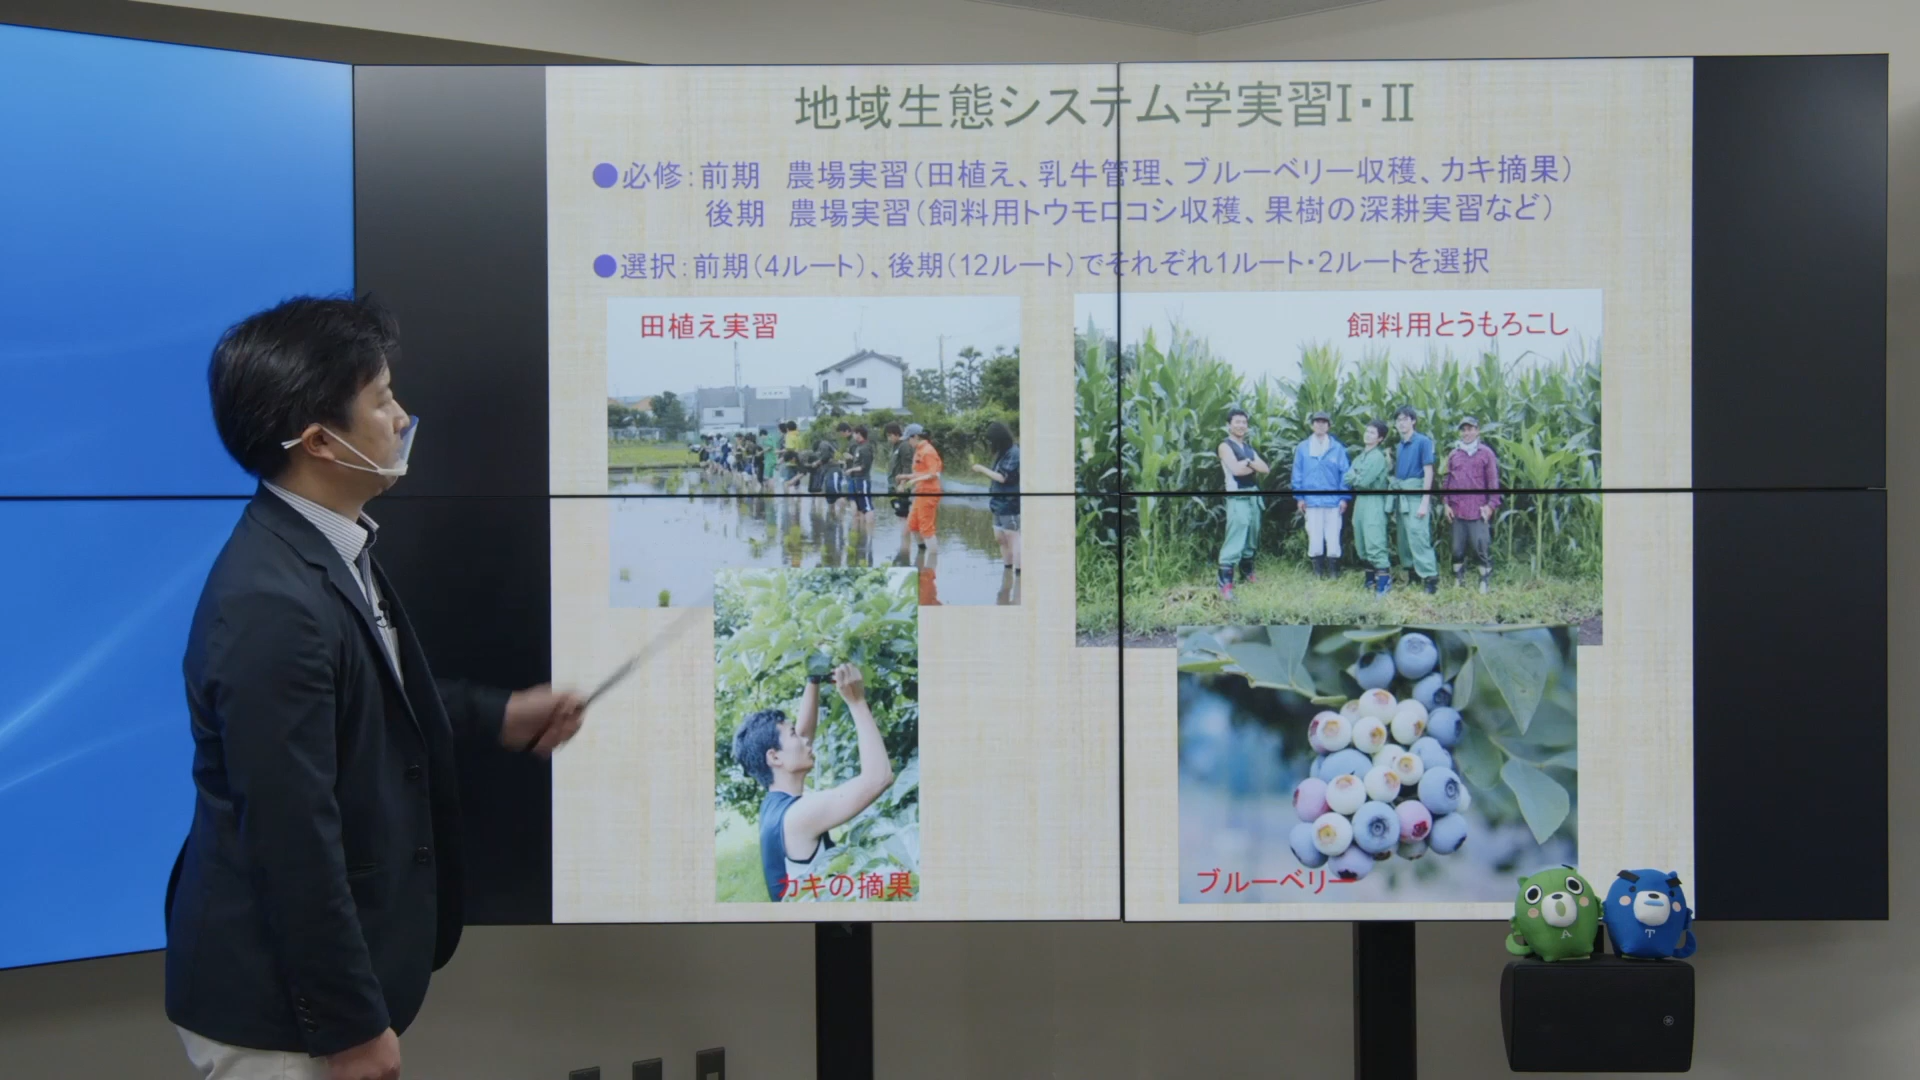 地域生態システム学実習Ⅰ・Ⅱ
●必修：前期　農場実習（田植え、乳牛管理、ブルーベリー収穫、カキ摘果）
後期　農場実習（飼料用トウモロコシ収穫、果樹の深耕実習など）
●選択：前期（4ルート）、後期（12ルート）でそれぞれ1ルート・2ルートを選択
田植え実習
飼料用とうもろこし
カキの摘果
ブルーベリー
A
T